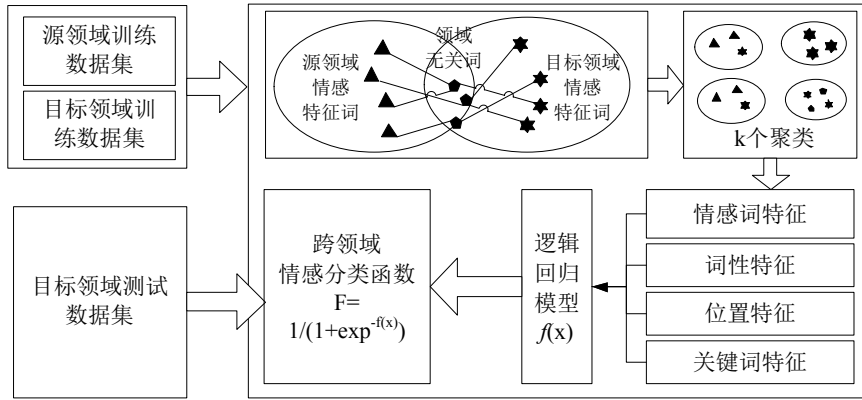 源领域训练
数据集
目标领域训
练数据集
源领域
情感
特征词
领域
无关词
目标领域
情感
特征词
k个聚类
情感词特征
词性特征
位置特征
关键词特征
逻辑
回归
模型
f(x)
跨领域
情感分类函数
F=
1/(1+exp-f(x))
目标领域测试
数据集